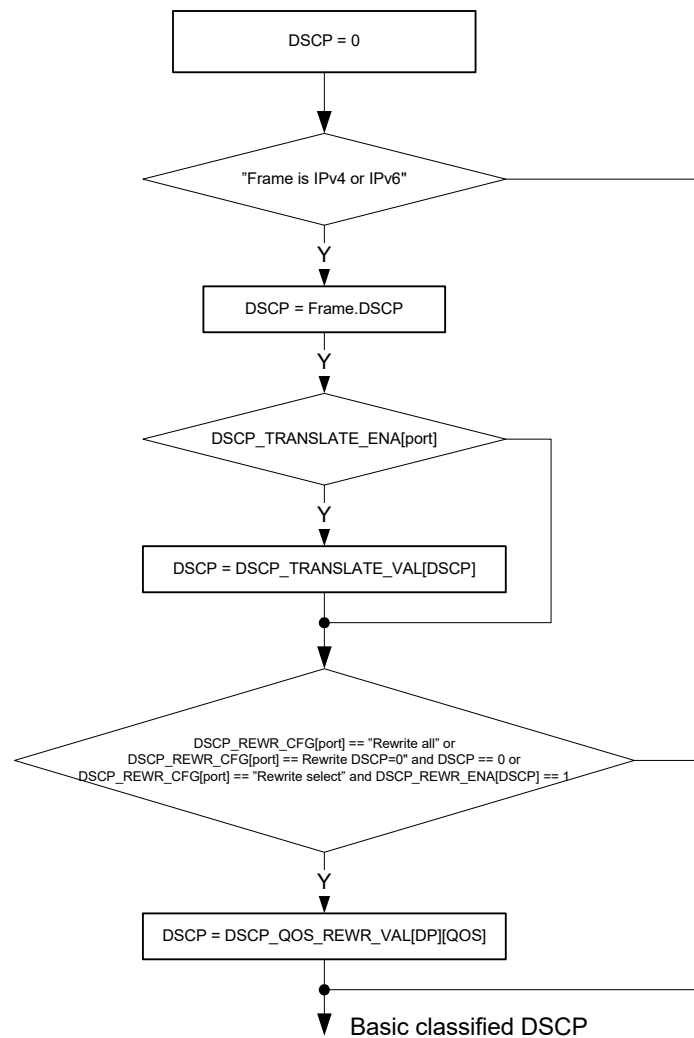 DSCP = 0
”Frame is IPv4 or IPv6"
Y
DSCP = Frame.DSCP
Y
DSCP_TRANSLATE_ENA[port]
Y
DSCP = DSCP_TRANSLATE_VAL[DSCP]
DSCP_REWR_CFG[port] == ”Rewrite all” or
DSCP_REWR_CFG[port] == Rewrite DSCP=0" and DSCP == 0 or
DSCP_REWR_CFG[port] == ”Rewrite select” and DSCP_REWR_ENA[DSCP] == 1
Y
DSCP = DSCP_QOS_REWR_VAL[DP][QOS]
Basic classified DSCP